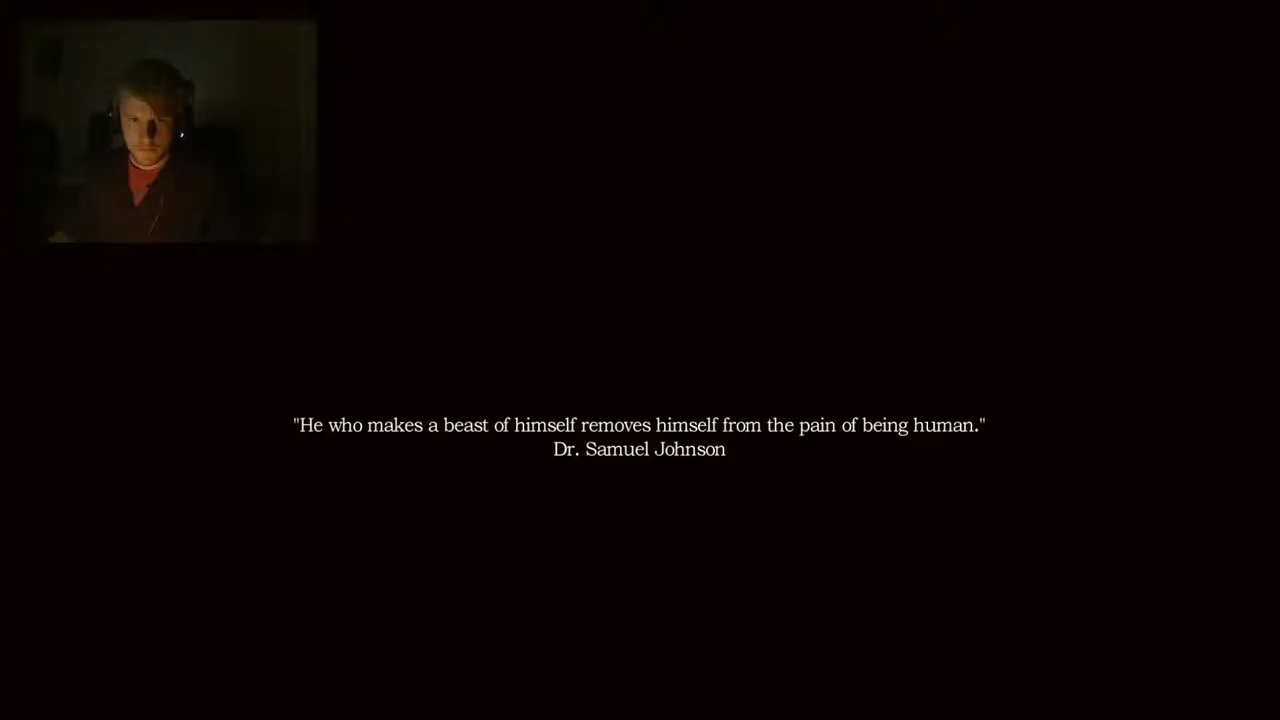 "He who makes a beast of himself removes himself from the pain of being human."
Dr. Samuel Johnson